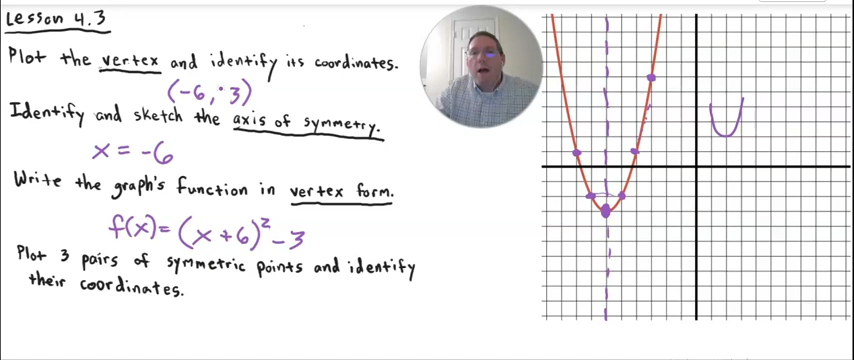 Lesson 4.3
Plot the vertex and identify its coordinates.
(-6, -3)
Identify and sketch the axis of symmetry.
x = -6
Write the graph's function in vertex form.
f(x) = (x + 6)² - 3
Plot 3 pairs of symmetric points and identify
their coordinates.